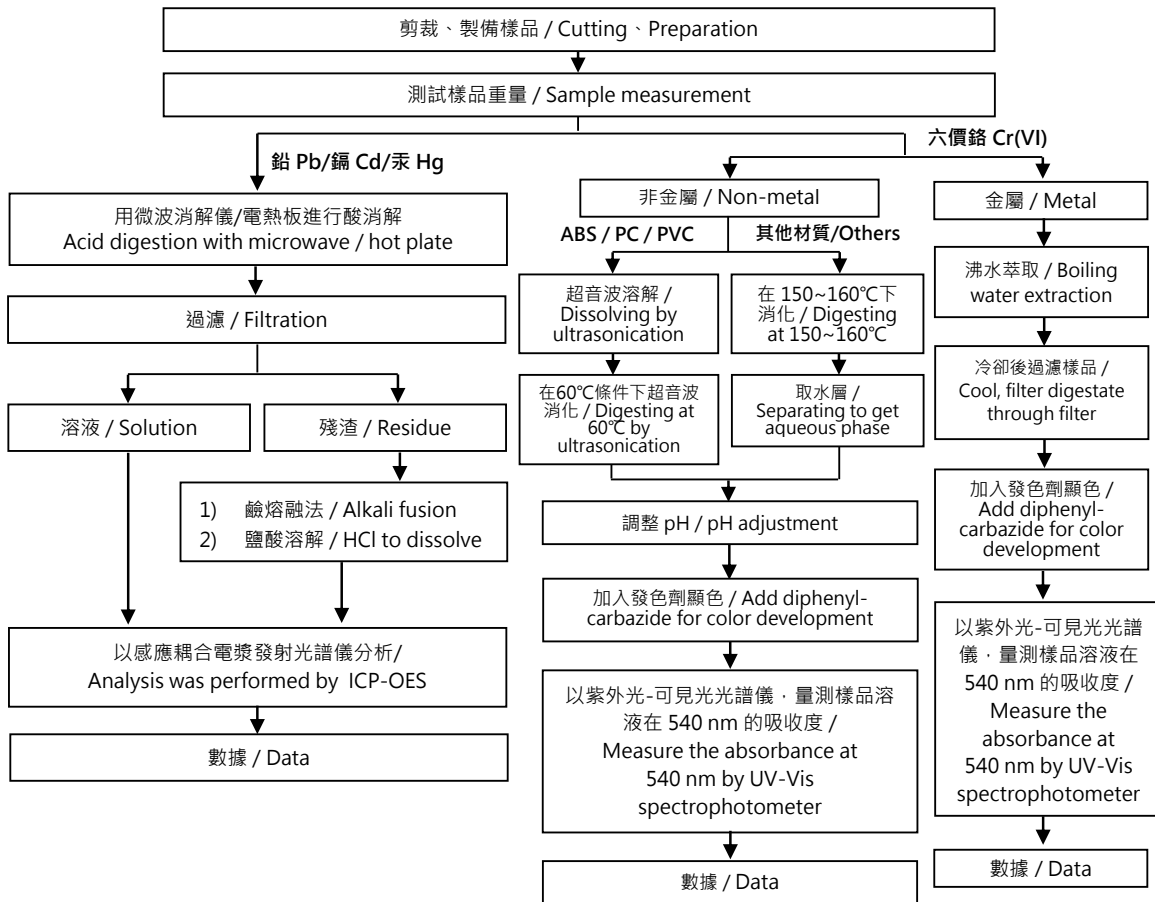 剪裁、製備樣品 / Cutting、Preparation
測試樣品重量 / Sample measurement
鉛 Pb/鎘 Cd/汞 Hg
六價鉻 Cr(VI)
用微波消解儀/電熱板進行酸消解
Acid digestion with microwave / hot plate
過濾 / Filtration
溶液 / Solution
殘渣 / Residue
1) 鹼熔融法 / Alkali fusion
2) 鹽酸溶解 / HCl to dissolve
以感應耦合電漿發射光譜儀分析/
Analysis was performed by ICP-OES
數據 / Data
非金屬 / Non-metal
ABS / PC / PVC
其他材質/Others
超音波溶解 /
Dissolving by
ultrasonication
在 150~160℃下
消化 / Digesting
at 150~160℃
在60℃條件下超音波
消化 / Digesting at
60℃ by
ultrasonication
取水層 /
Separating to get
aqueous phase
調整 pH / pH adjustment
加入發色劑顯色 / Add diphenyl-
carbazide for color development
以紫外光-可見光光譜儀，量測樣品溶
液在 540 nm 的吸收度 /
Measure the absorbance at
540 nm by UV-Vis
spectrophotometer
數據 / Data
金屬 / Metal
沸水萃取 / Boiling
water extraction
冷卻後過濾樣品 /
Cool, filter digestate
through filter
加入發色劑顯色 /
Add diphenyl-
carbazide for color
development
以紫外光-可見光光譜
儀，量測樣品溶液在
540 nm 的吸收度 /
Measure the
absorbance at
540 nm by UV-Vis
spectrophotometer
數據 / Data